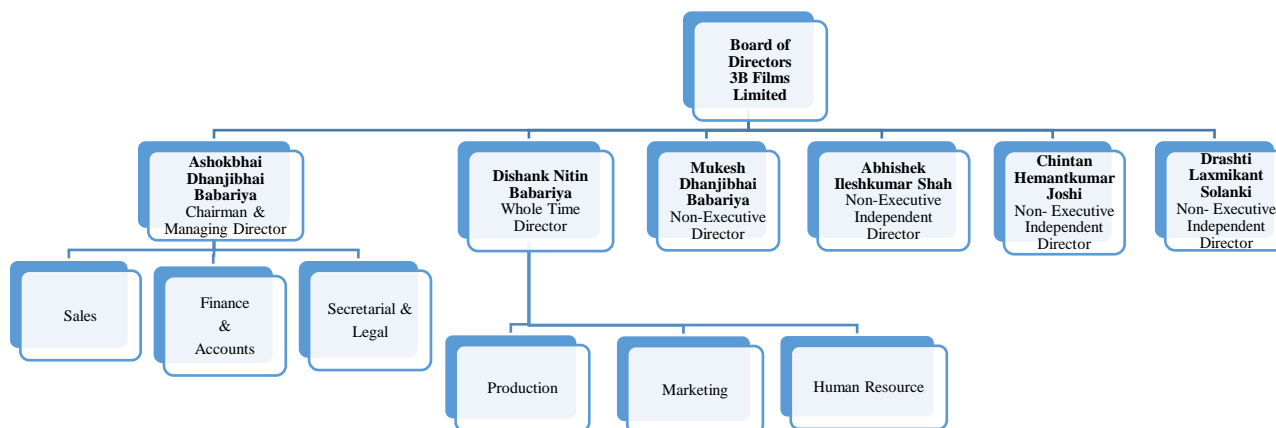 Board of
Directors
3B Films
Limited
Ashokbhai
Dhanjibhai
Babariya
Chairman &
Managing Director
Dishank Nitin
Babariya
Whole Time
Director
Mukesh
Dhanjibhai
Babariya
Non-Executive
Director
Abhishek
Ileshkumar Shah
Non-Executive
Independent
Director
Chintan
Hemantkumar
Joshi
Non- Executive
Independent
Director
Drashti
Laxmikant
Solanki
Non- Executive
Independent
Director
Sales
Finance
&
Accounts
Secretarial &
Legal
Production
Marketing
Human Resource